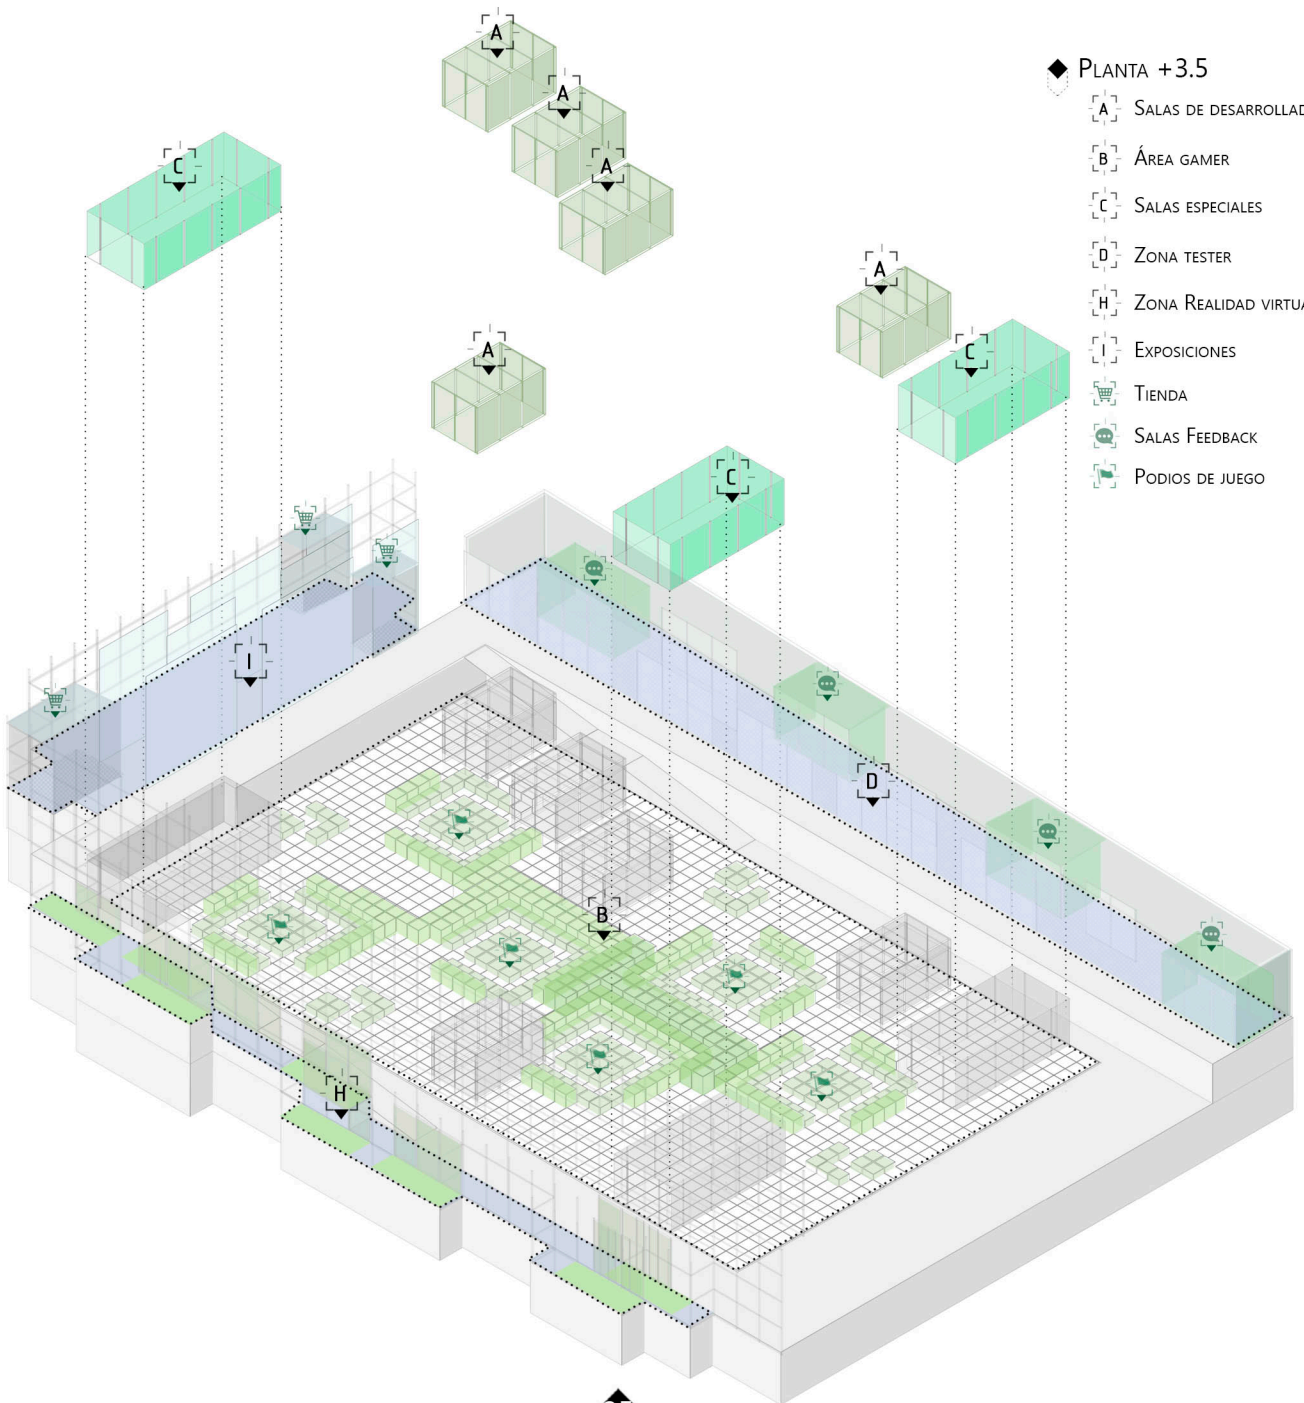 A
A
A
C
A
C
A
C
I
D
B
H
PLANTA +3.5
A SALAS DE DESARROLLAD
B ÁREA GAMER
C SALAS ESPECIALES
D ZONA TESTER
H ZONA REALIDAD VIRTUA
I EXPOSICIONES
TIENDA
SALAS FEEDBACK
PODIOS DE JUEGO